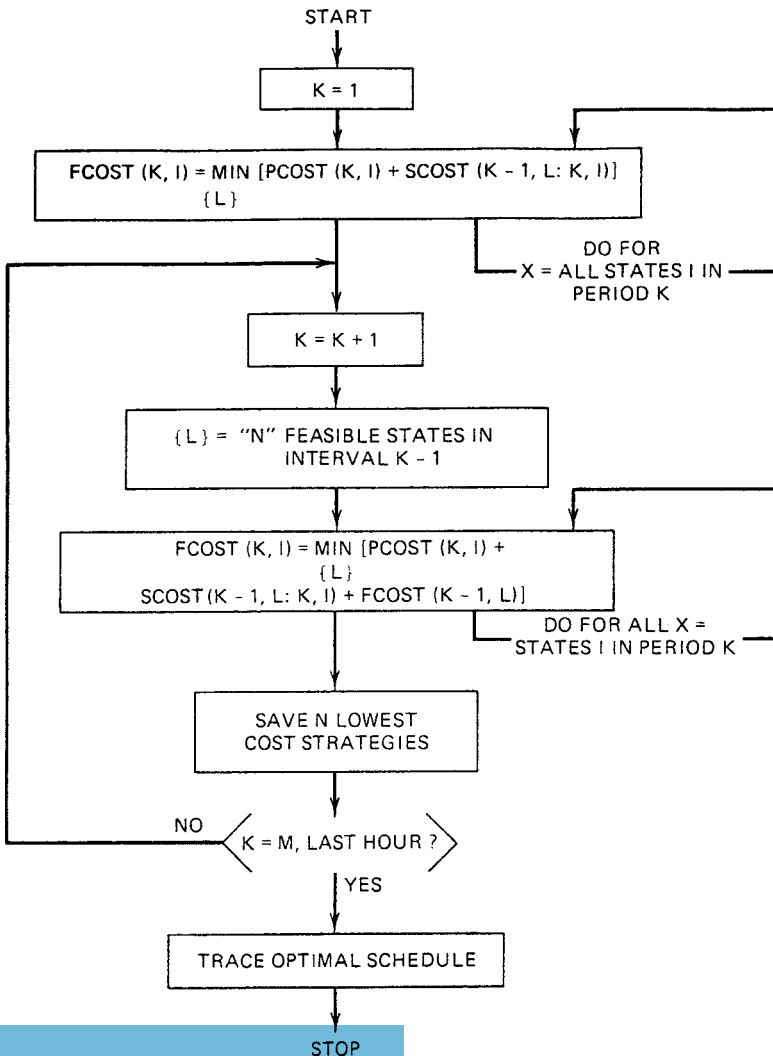 START
K = 1
FCOST (K, I) = MIN [PCOST (K, I) + SCOST (K - 1, L: K, I)]
{L}
DO FOR
X = ALL STATES I IN
PERIOD K
K = K + 1
{L} = "N" FEASIBLE STATES IN
INTERVAL K - 1
FCOST (K, I) = MIN [PCOST (K, I) +
{L}
SCOST (K - 1, L: K, I) + FCOST (K - 1, L)]
DO FOR ALL X =
STATES I IN PERIOD K
SAVE N LOWEST
COST STRATEGIES
NO
K = M, LAST HOUR ?
YES
TRACE OPTIMAL SCHEDULE
STOP